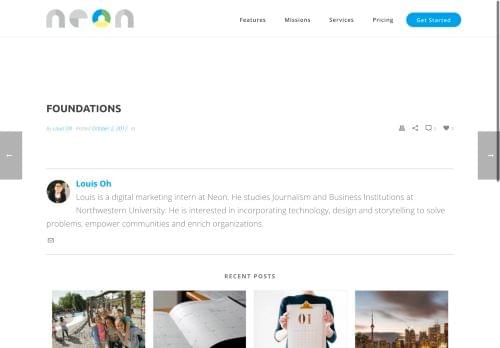 neon
Features Missions Services Pricing Get Started
FOUNDATIONS
By Louis Oh Posted October 2, 2017 In
0 0
← →
Louis Oh
Louis is a digital marketing intern at Neon. He studies Journalism and Business Institutions at
Northwestern University. He is interested in incorporating technology, design and storytelling to solve
problems, empower communities and enrich organizations.
RECENT POSTS
01